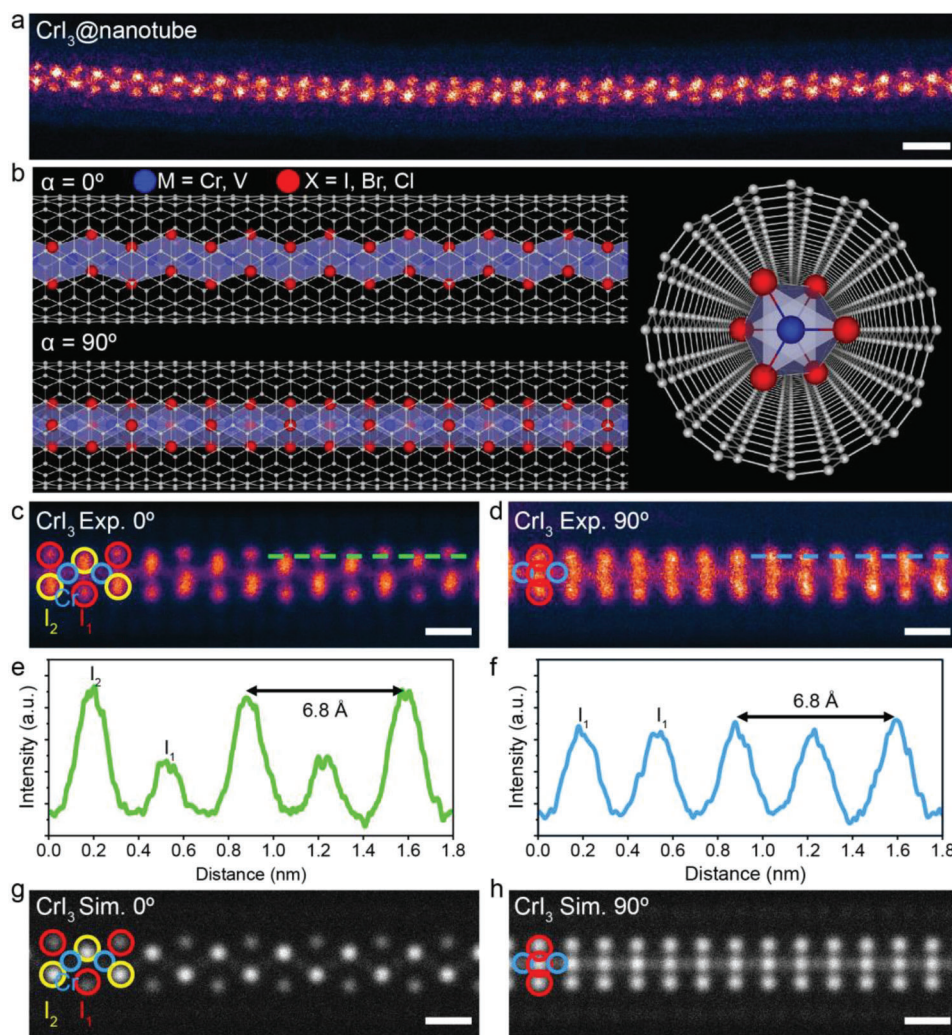 a
CrI₃@nanotube
b
α = 0º
M = Cr, V
X = I, Br, Cl
α = 90º
c
CrI₃ Exp. 0º
Cr
I₂
I₁
d
CrI₃ Exp. 90º
e
Intensity (a.u.)
I₂
I₁
6.8 Å
0.0 0.2 0.4 0.6 0.8 1.0 1.2 1.4 1.6 1.8
Distance (nm)
f
Intensity (a.u.)
I₁
I₁
6.8 Å
0.0 0.2 0.4 0.6 0.8 1.0 1.2 1.4 1.6 1.8
Distance (nm)
g
CrI₃ Sim. 0º
Cr
I₂
I₁
h
CrI₃ Sim. 90º